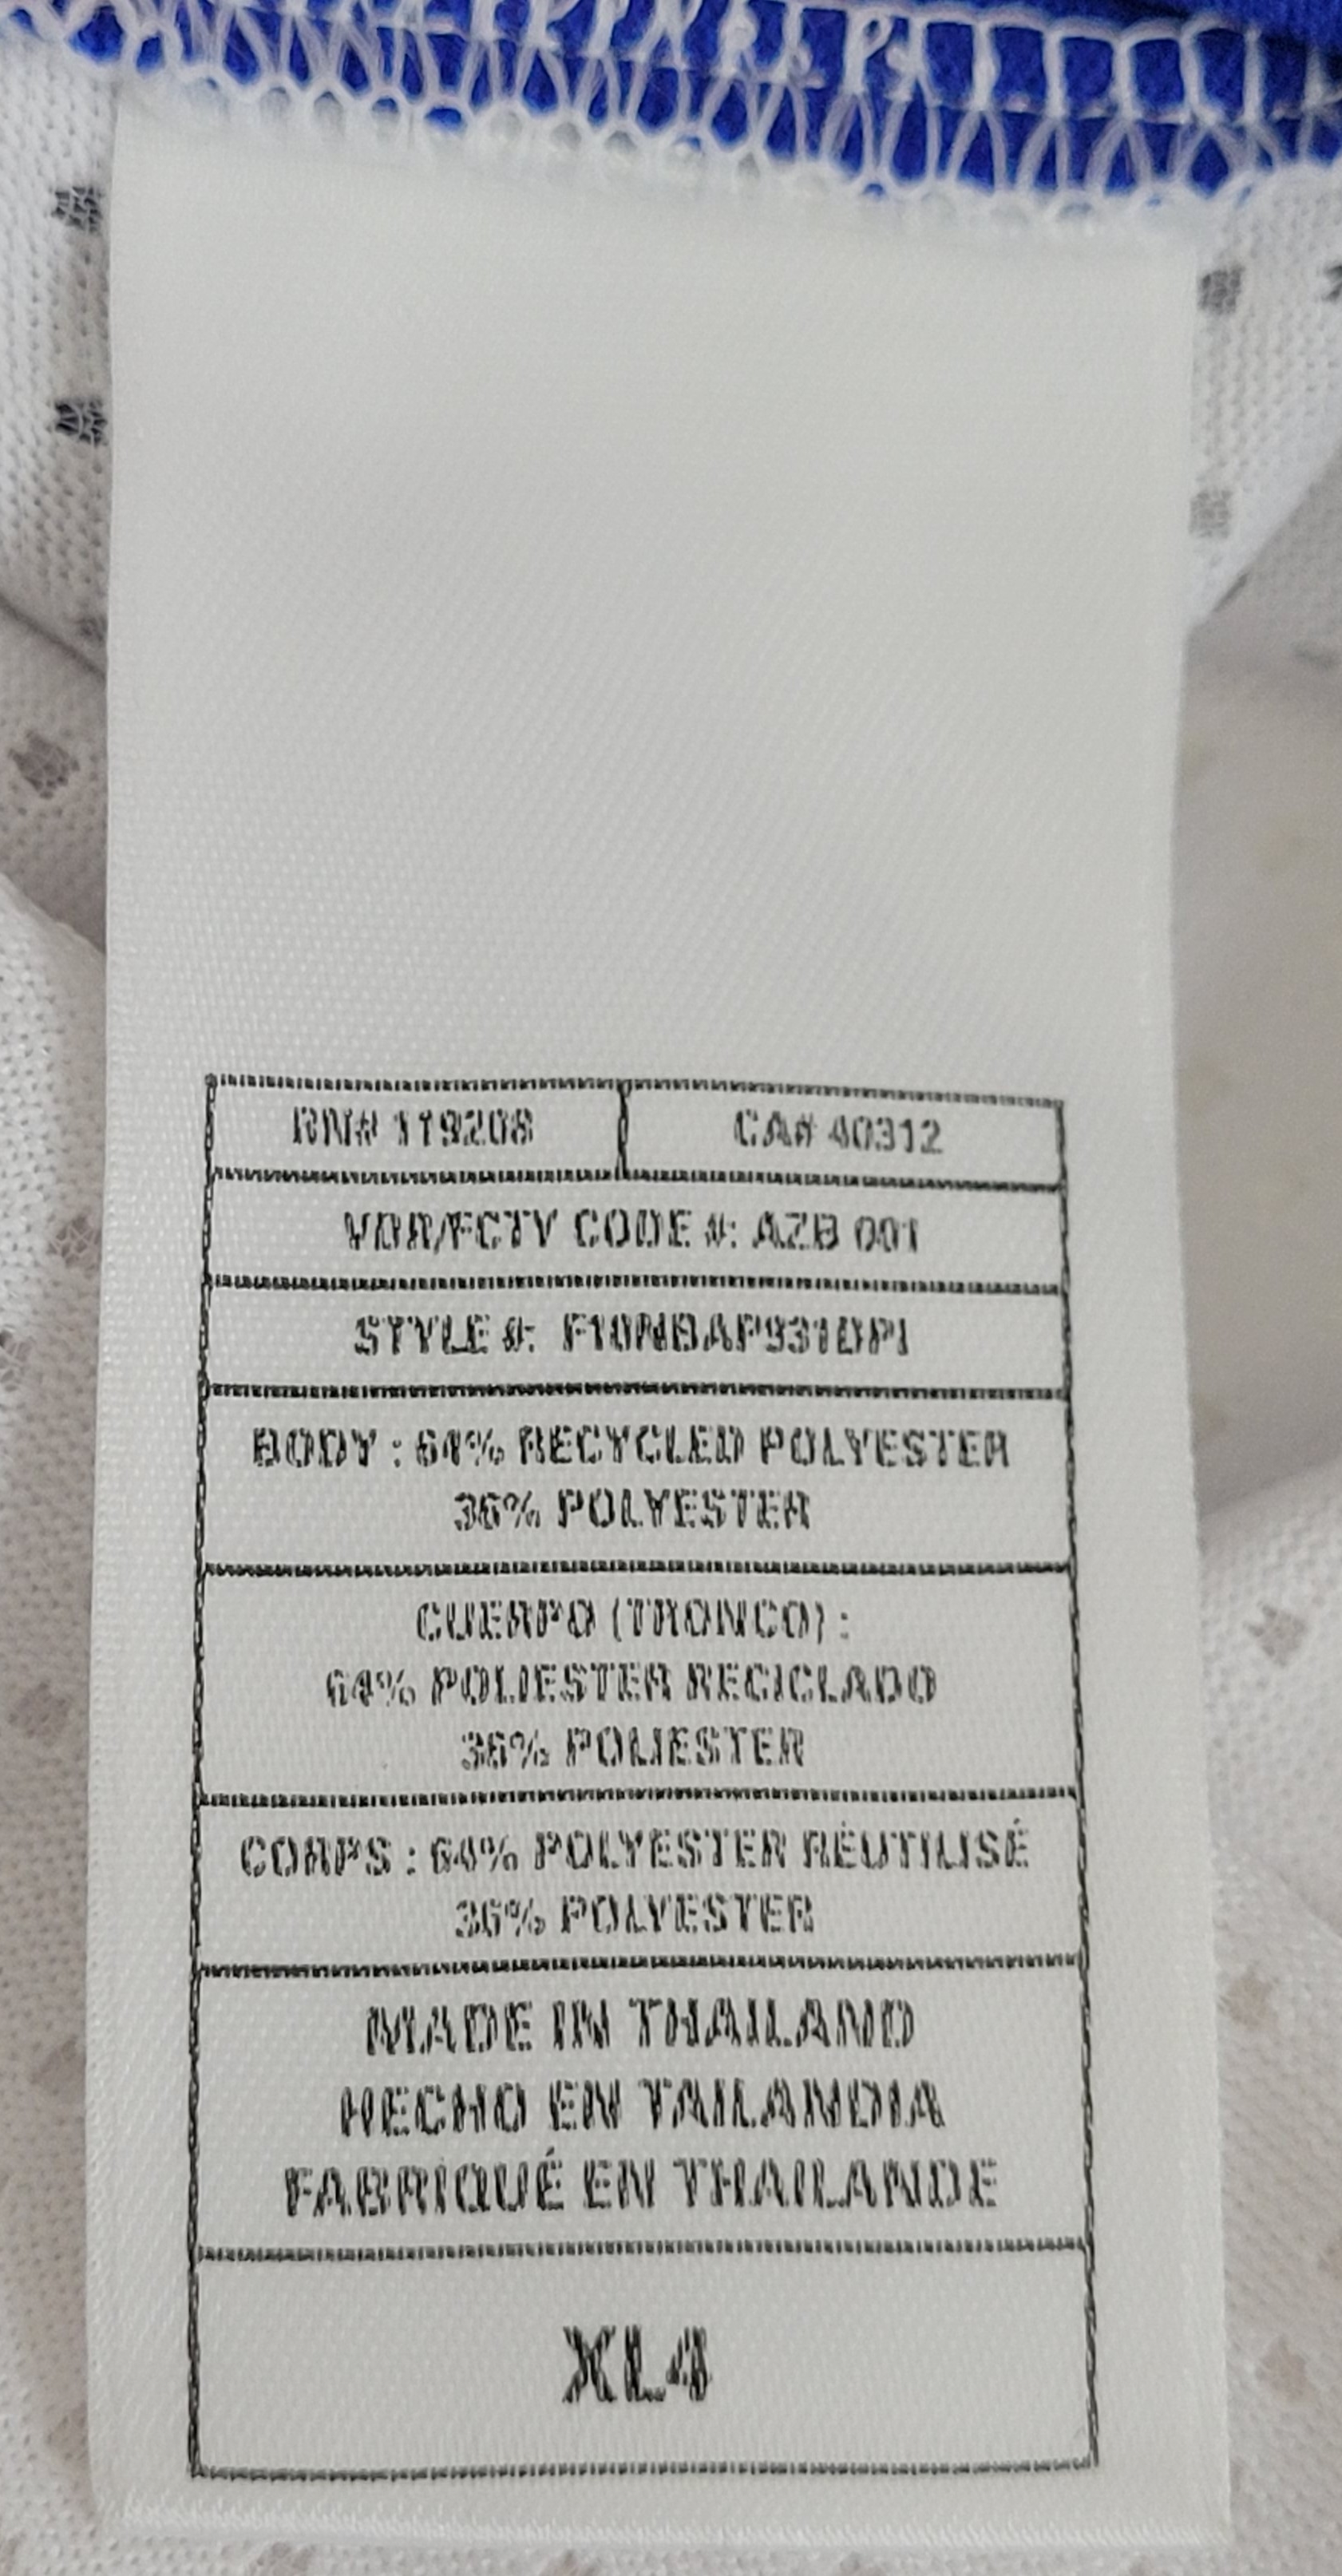 RN# 119208 CA# 40312
VDR/FCTY CODE #: AZB 001
STYLE #: F10NBAP931DPI
BODY : 64% RECYCLED POLYESTER
36% POLYESTER
CUERPO (TRONCO) :
64% POLIESTER RECICLADO
36% POLIESTER
CORPS : 64% POLYESTER RÉUTILISÉ
36% POLYESTER
MADE IN THAILAND
HECHO EN TAILANDIA
FABRIQUÉ EN THAILANDE
XL4